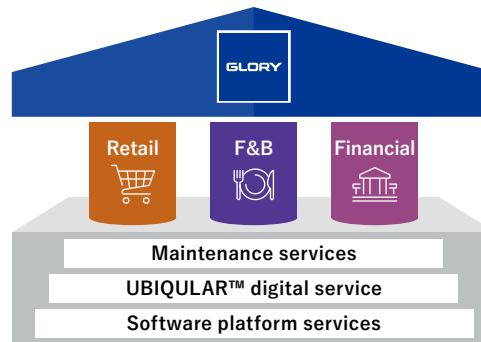 GLORY
Retail
F&B
Financial
Maintenance services
UBIQULAR™ digital service
Software platform services